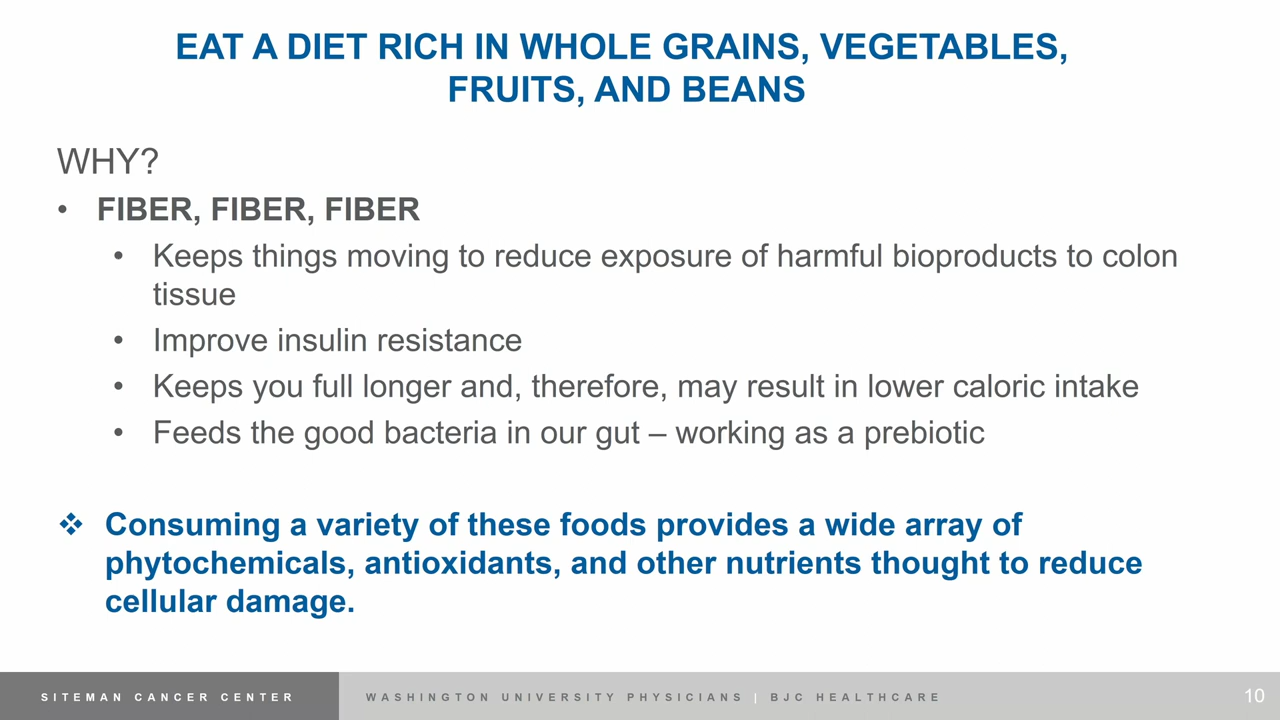 EAT A DIET RICH IN WHOLE GRAINS, VEGETABLES,
FRUITS, AND BEANS
WHY?
• FIBER, FIBER, FIBER
• Keeps things moving to reduce exposure of harmful bioproducts to colon
tissue
• Improve insulin resistance
• Keeps you full longer and, therefore, may result in lower caloric intake
• Feeds the good bacteria in our gut – working as a prebiotic
❖ Consuming a variety of these foods provides a wide array of
phytochemicals, antioxidants, and other nutrients thought to reduce
cellular damage.
SITEMAN CANCER CENTER WASHINGTON UNIVERSITY PHYSICIANS | BJC HEALTHCARE 10